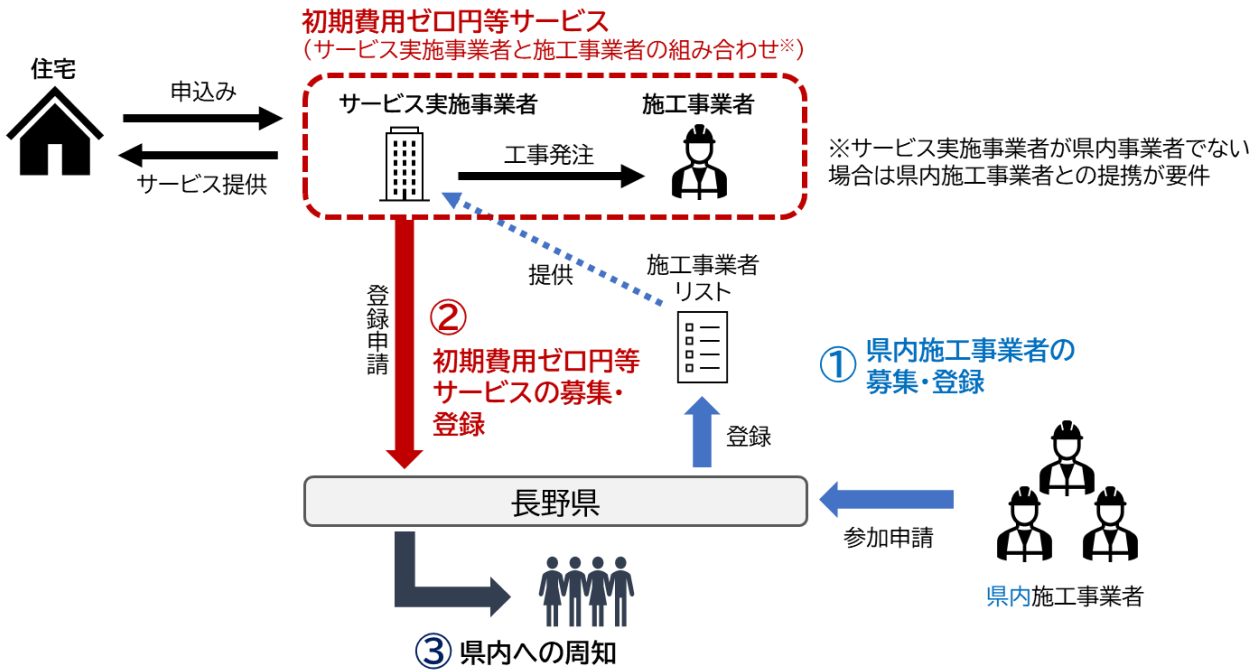 初期費用ゼロ円等サービス
（サービス実施事業者と施工事業者の組み合わせ※）
住宅
申込み
サービス提供
サービス実施事業者
施工事業者
工事発注
※サービス実施事業者が県内事業者でない
場合は県内施工事業者との提携が要件
提供
施工事業者
リスト
登録申請
②
初期費用ゼロ円等
サービスの募集・
登録
①
県内施工事業者の
募集・登録
登録
長野県
参加申請
県内施工事業者
③ 県内への周知